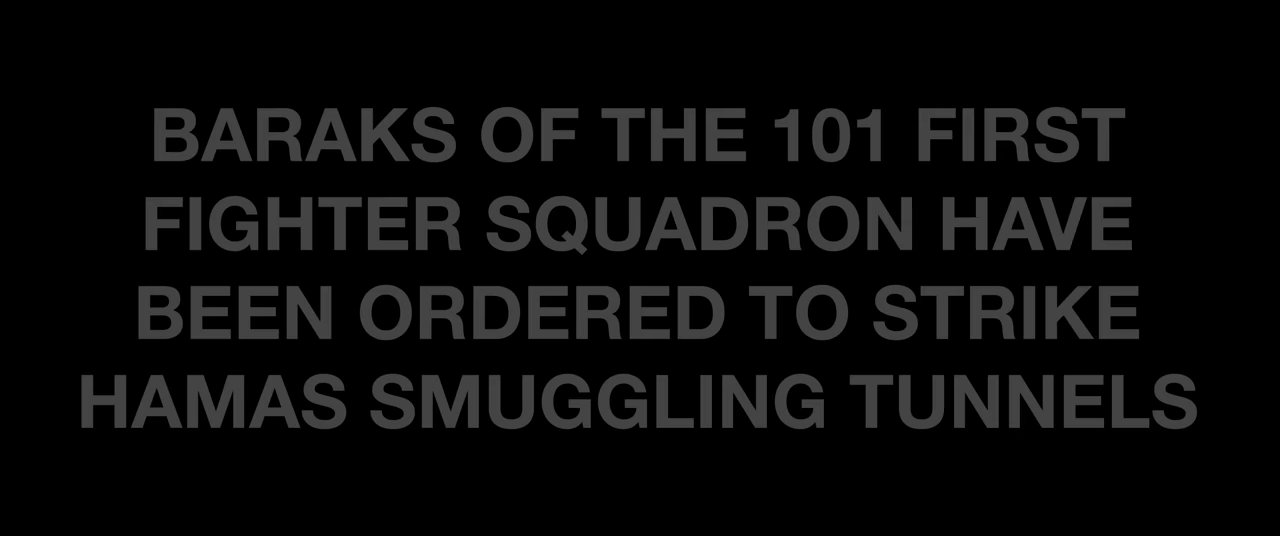 BARAKS OF THE 101 FIRST
FIGHTER SQUADRON HAVE
BEEN ORDERED TO STRIKE
HAMAS SMUGGLING TUNNELS